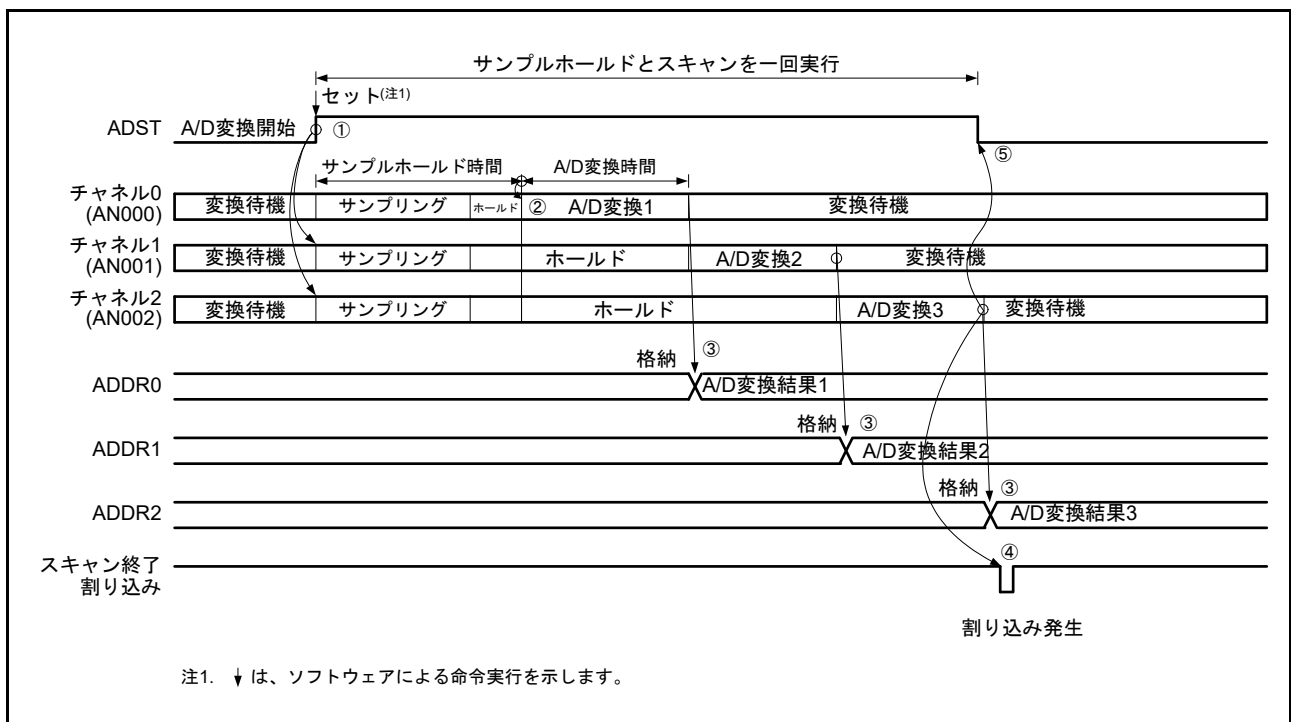 サンプルホールドとスキャンを一回実行
セット(注1)
ADST A/D変換開始 ① ⑤
サンプルホールド時間 A/D変換時間
チャネル0
(AN000)
変換待機 サンプリング ホールド ② A/D変換1 変換待機
チャネル1
(AN001)
変換待機 サンプリング ホールド A/D変換2 変換待機
チャネル2
(AN002)
変換待機 サンプリング ホールド A/D変換3 変換待機
格納 ③
ADDR0 A/D変換結果1
格納 ③
ADDR1 A/D変換結果2
格納 ③
ADDR2 A/D変換結果3
スキャン終了
割り込み
④
割り込み発生
注1. ↓は、ソフトウェアによる命令実行を示します。